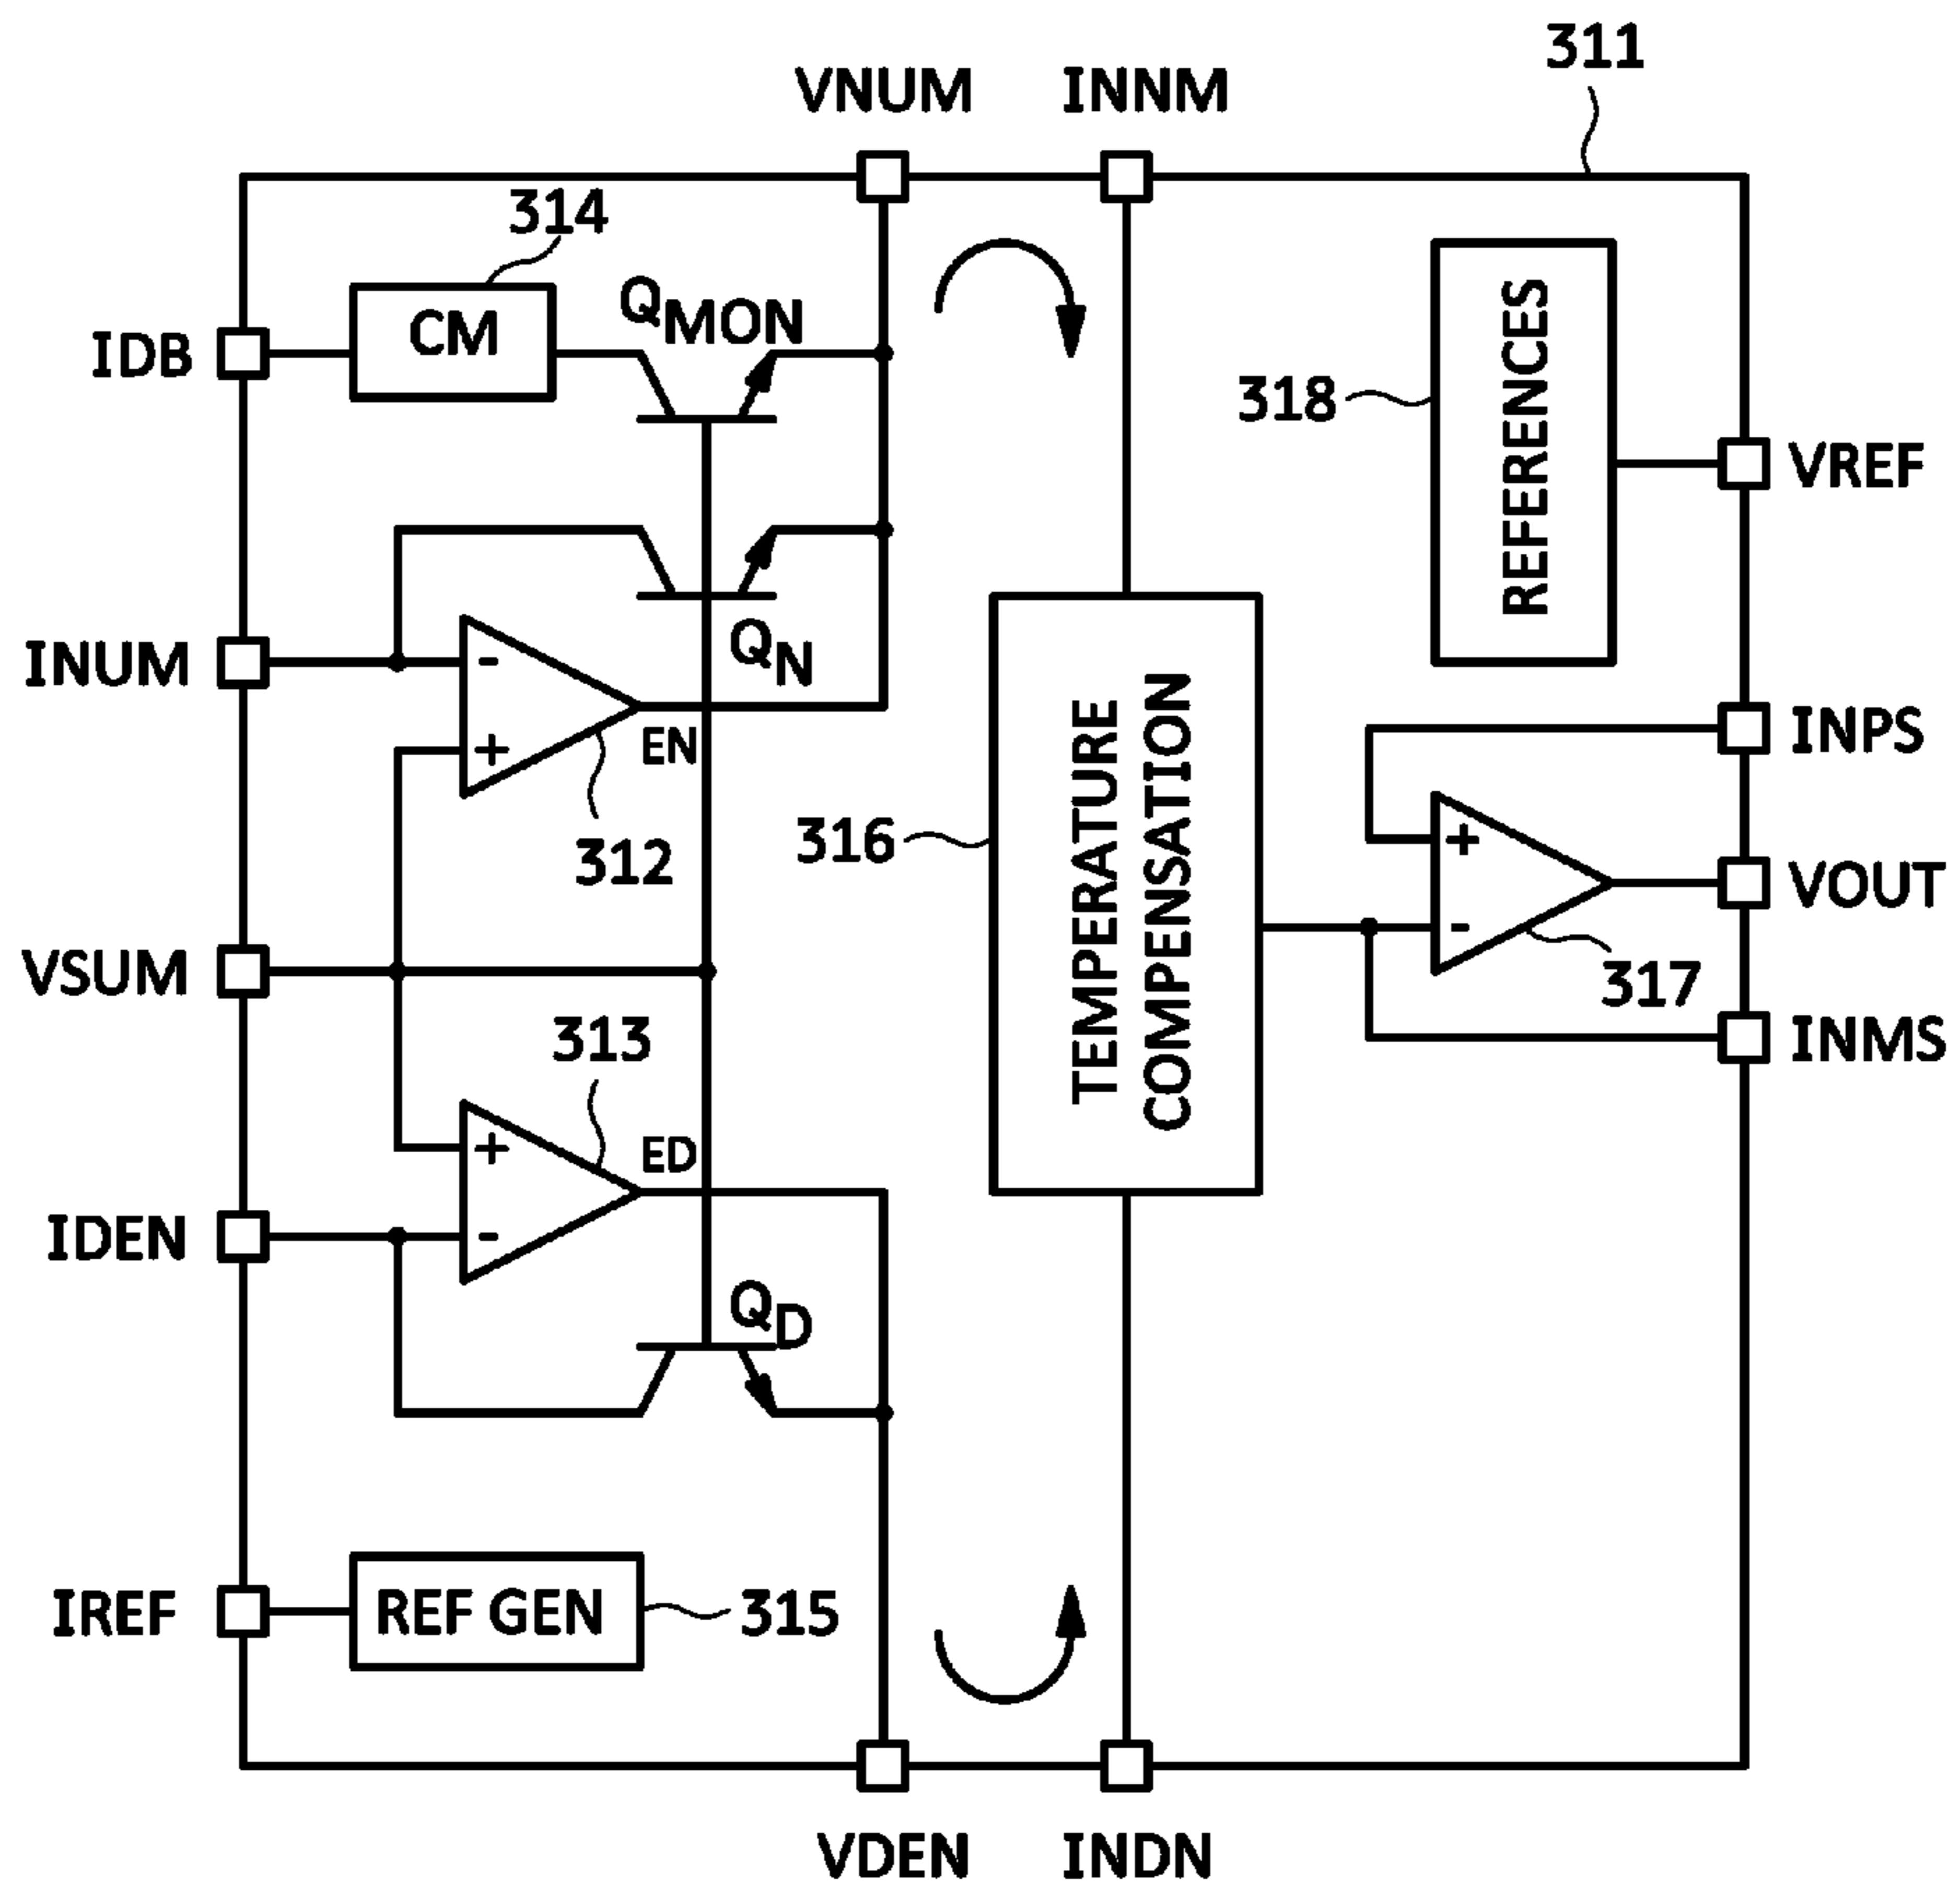 311
VNUM INNM
314
CM
QMON
IDB
318
REFERENCES
VREF
INUM
-
+
QN
EN
312
INPS
316
TEMPERATURE
COMPENSATION
+
-
VOUT
317
VSUM
INMS
313
+
-
ED
IDEN
QD
IREF
REF GEN
315
VDEN INDN